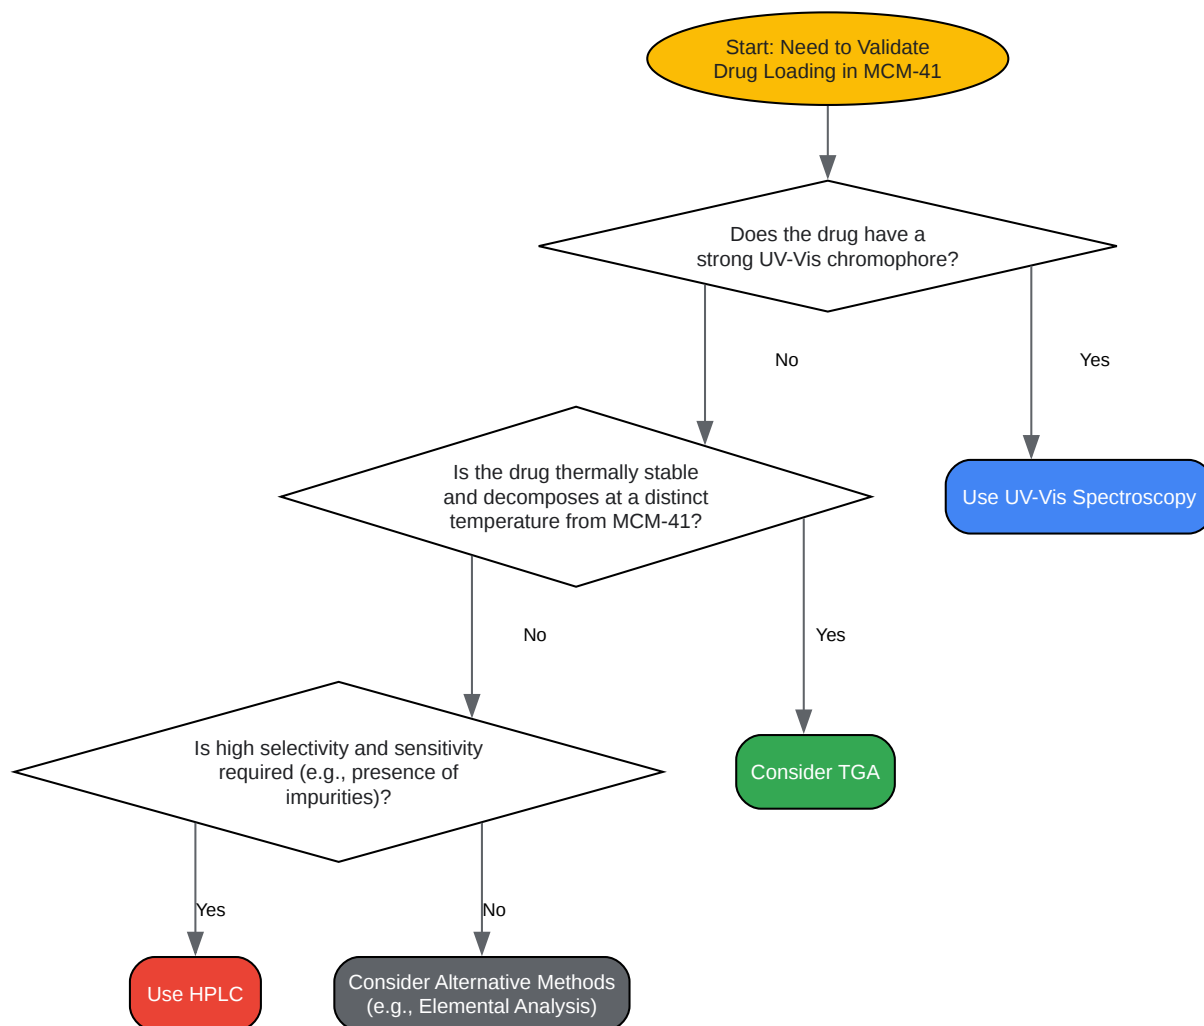 Start: Need to Validate
Drug Loading in MCM-41
Does the drug have a
strong UV-Vis chromophore?
No
Yes
Is the drug thermally stable
and decomposes at a distinct
temperature from MCM-41?
Use UV-Vis Spectroscopy
No
Yes
Is high selectivity and sensitivity
required (e.g., presence of
impurities)?
Consider TGA
Yes
No
Use HPLC
Consider Alternative Methods
(e.g., Elemental Analysis)